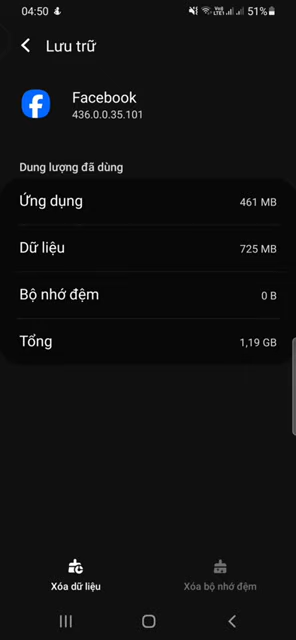 04:50 51%
Lưu trữ
Facebook
436.0.0.35.101
Dung lượng đã dùng
Ứng dụng 461 MB
Dữ liệu 725 MB
Bộ nhớ đệm 0 B
Tổng 1,19 GB
Xóa dữ liệu Xóa bộ nhớ đệm